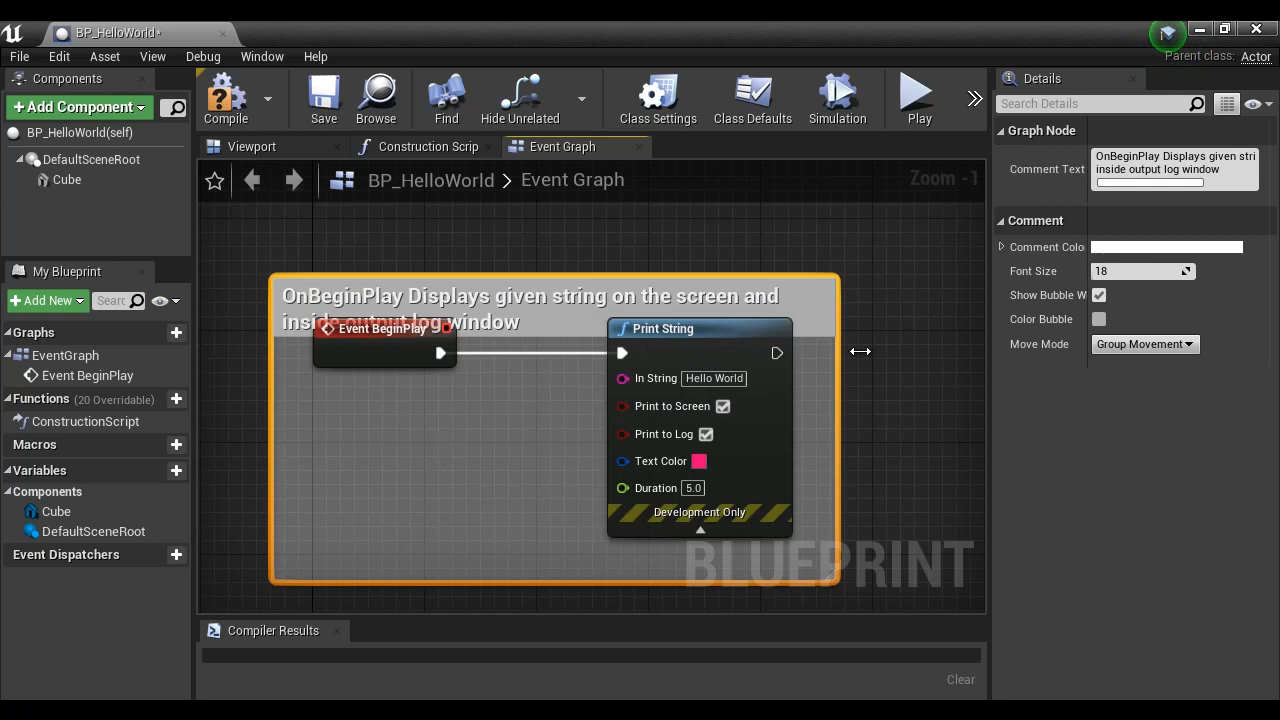 BP_HelloWorld*
File Edit Asset View Debug Window Help
Parent class: Actor
Components
+Add Component
BP_HelloWorld(self)
DefaultSceneRoot
Cube
My Blueprint
+Add New
Searc
Graphs
EventGraph
Event BeginPlay
Functions (20 Overridable)
ConstructionScript
Macros
Variables
Components
Cube
DefaultSceneRoot
Event Dispatchers
Compile
Save
Browse
Find
Hide Unrelated
Class Settings
Class Defaults
Simulation
Play
Viewport
Construction Scrip
Event Graph
BP_HelloWorld > Event Graph
Zoom -1
OnBeginPlay Displays given string on the screen and
inside output log window
Event BeginPlay
Print String
In String Hello World
Print to Screen
Print to Log
Text Color
Duration 5.0
Development Only
BLUEPRINT
Compiler Results
Clear
Details
Search Details
Graph Node
Comment Text
OnBeginPlay Displays given stri
inside output log window
Comment
Comment Colo
Font Size 18
Show Bubble W
Color Bubble
Move Mode Group Movement